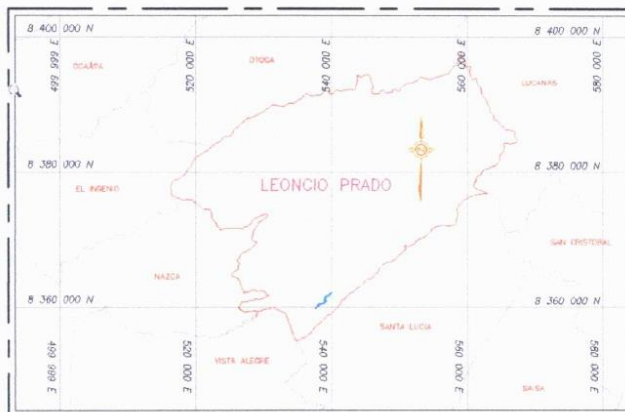 8 400 000 N
8 400 000 N
499 999 E
520 000 E
540 000 E
560 000 E
580 000 E
OCAÑA
OTOCA
LUCANAS
8 380 000 N
8 380 000 N
EL INGENIO
LEONCIO PRADO
SAN CRISTOBAL
NAZCA
8 360 000 N
8 360 000 N
SANTA LUCIA
VISTA ALEGRE
499 999 E
520 000 E
540 000 E
560 000 E
580 000 E